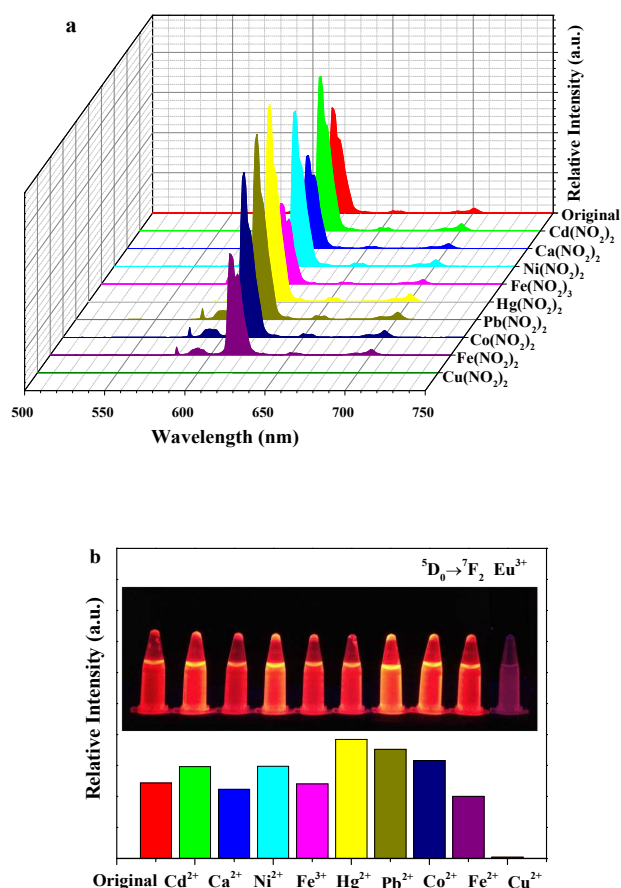 a
Relative Intensity (a.u.)
Original
Cd(NO₂)₂
Ca(NO₂)₂
Ni(NO₂)₂
Fe(NO₂)₃
Hg(NO₂)₂
Pb(NO₂)₂
Co(NO₂)₂
Fe(NO₂)₂
Cu(NO₂)₂
500 550 600 650 700 750
Wavelength (nm)
b
⁵D₀→⁷F₂ Eu³⁺
Relative Intensity (a.u.)
Original Cd²⁺ Ca²⁺ Ni²⁺ Fe³⁺ Hg²⁺ Pb²⁺ Co²⁺ Fe²⁺ Cu²⁺